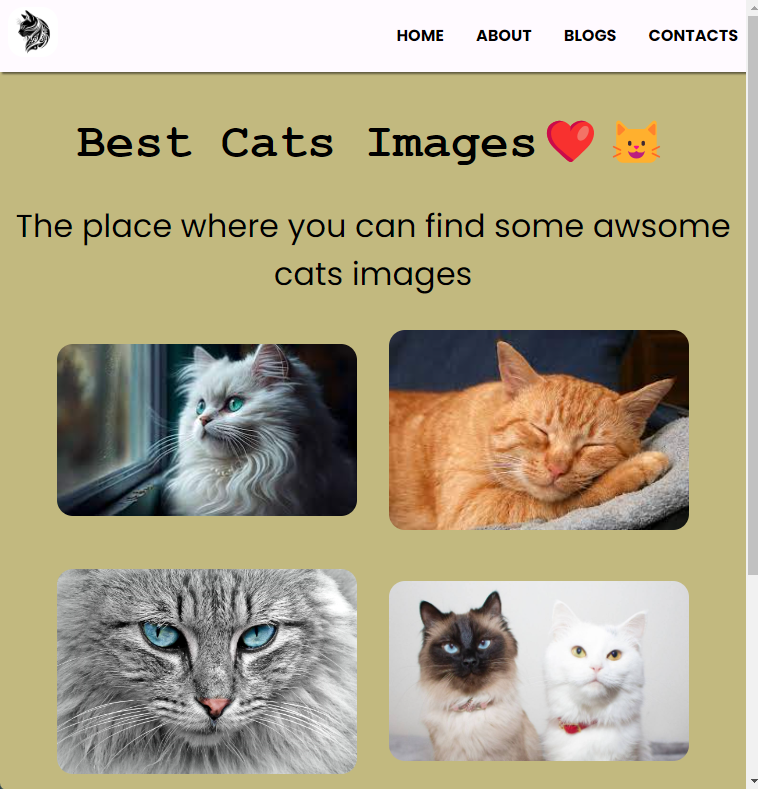 HOME ABOUT BLOGS CONTACTS
Best Cats Images❤️ 😺
The place where you can find some awsome
cats images